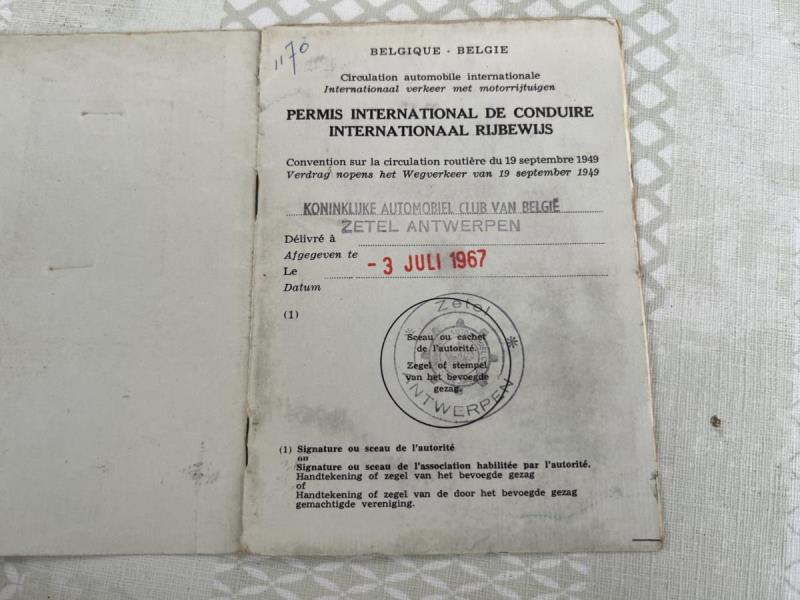 "70
BELGIQUE - BELGIE
Circulation automobile internationale
Internationaal verkeer met motorrijtuigen
PERMIS INTERNATIONAL DE CONDUIRE
INTERNATIONAAL RIJBEWIJS
Convention sur la circulation routière du 19 septembre 1949
Verdrag nopens het Wegverkeer van 19 september 1949
KONINKLIJKE AUTOMOBIEL CLUB VAN BELGIË
ZETEL ANTWERPEN
Délivré à
Afgegeven te
- 3 JULI 1967
Le
Datum
(1)
Zetel *
Sceau ou cachet
de l'autorité.
Zegel of stempel
van het bevoegde
gezag.
* ANTWERPEN
(1) Signature ou sceau de l'autorité
ou
Signature ou sceau de l'association habilitée par l'autorité.
Handtekening of zegel van het bevoegd gezag
of
Handtekening of zegel van de door het bevoegd gezag
gemachtigde vereniging.